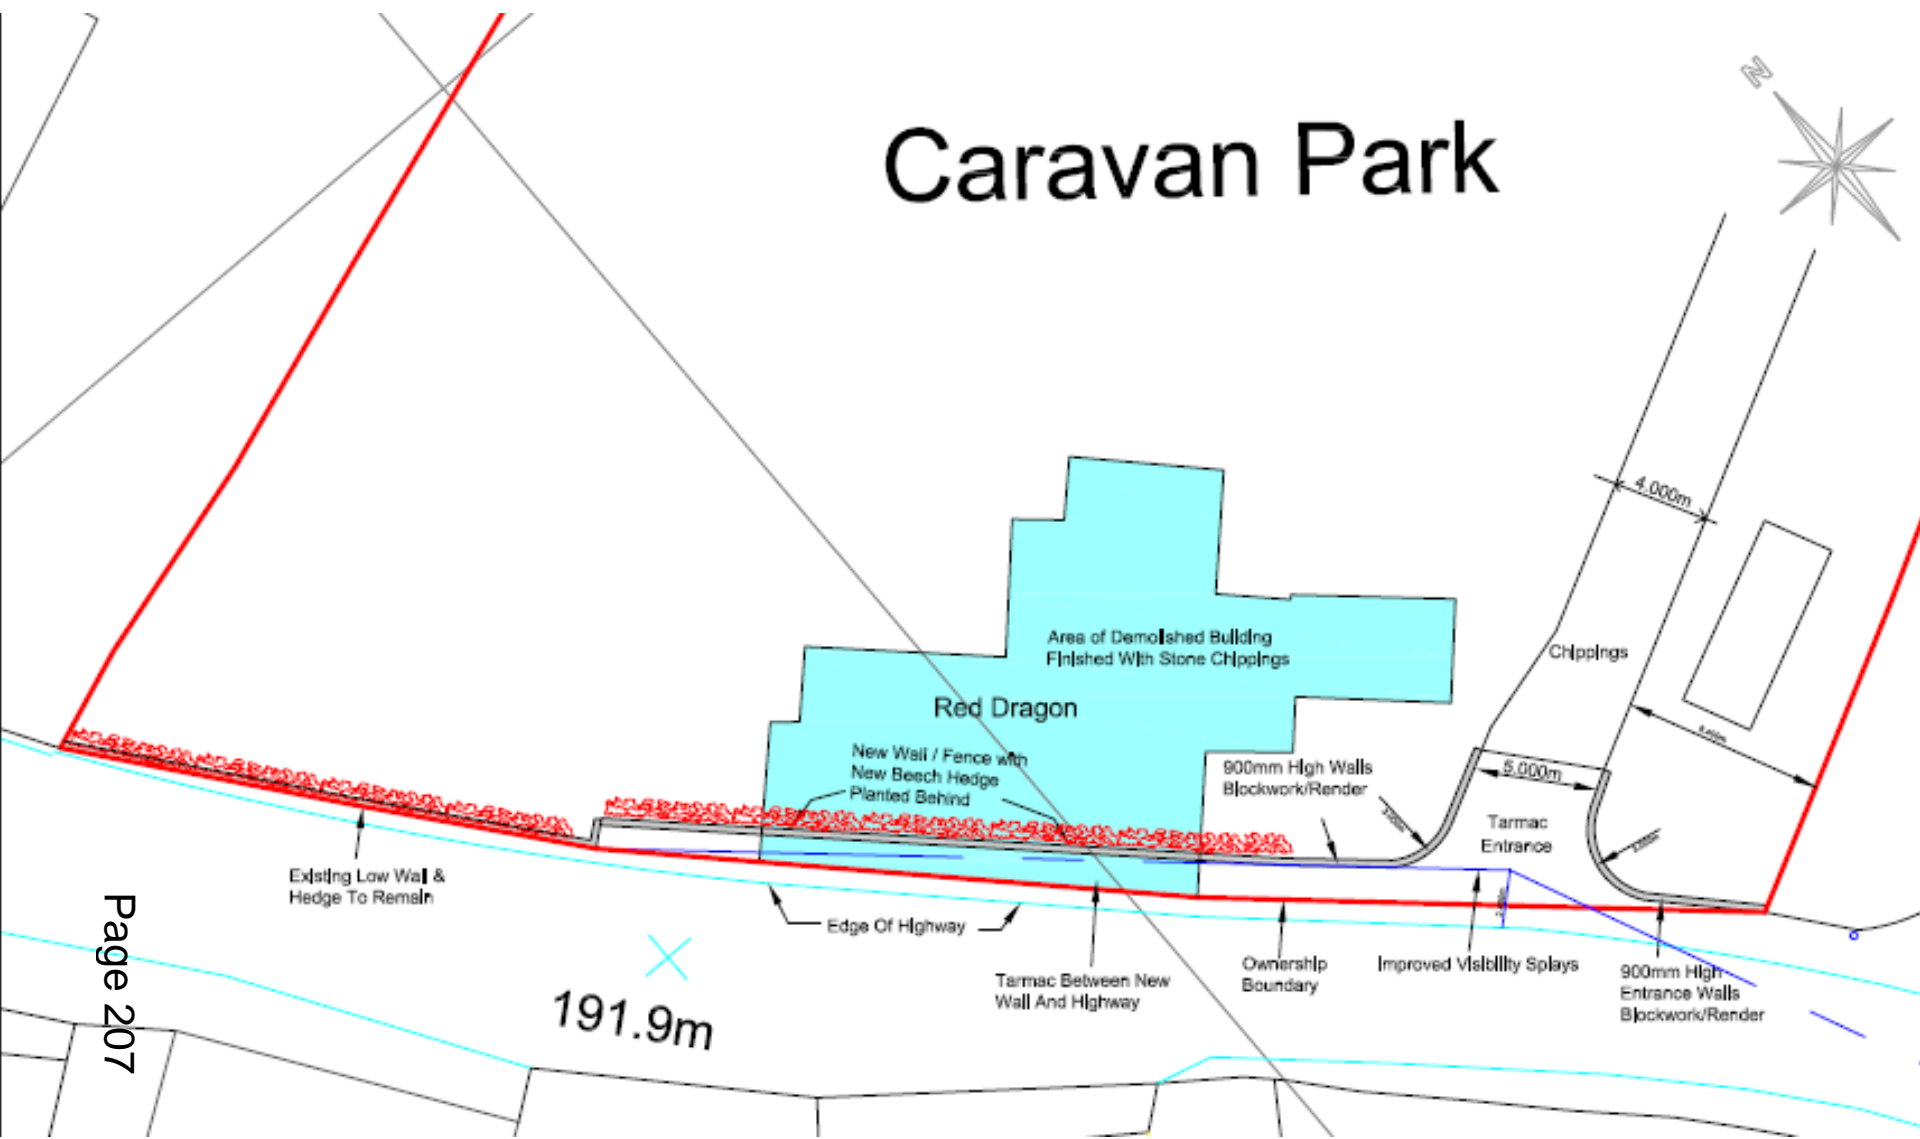 N
Caravan Park
4.000m
Area of Demolished Building
Finished With Stone Chippings
Chippings
Red Dragon
New Wall / Fence with
New Beech Hedge
Planted Behind
900mm High Walls
Blockwork/Render
5.000m
Tarmac
Entrance
Existing Low Wall &
Hedge To Remain
Edge Of Highway
Tarmac Between New
Wall And Highway
Ownership
Boundary
Improved Visibility Splays
900mm High
Entrance Walls
Blockwork/Render
191.9m
Page 207